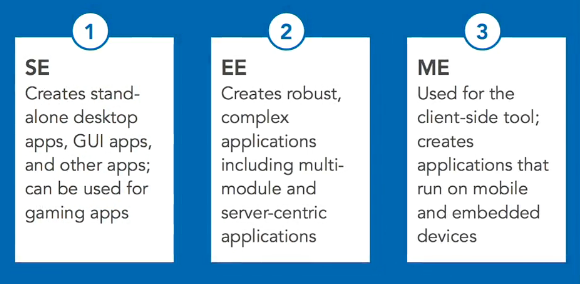 1
SE
Creates stand-
alone desktop
apps, GUI apps,
and other apps;
can be used for
gaming apps
2
EE
Creates robust,
complex
applications
including multi-
module and
server-centric
applications
3
ME
Used for the
client-side tool;
creates
applications that
run on mobile
and embedded
devices